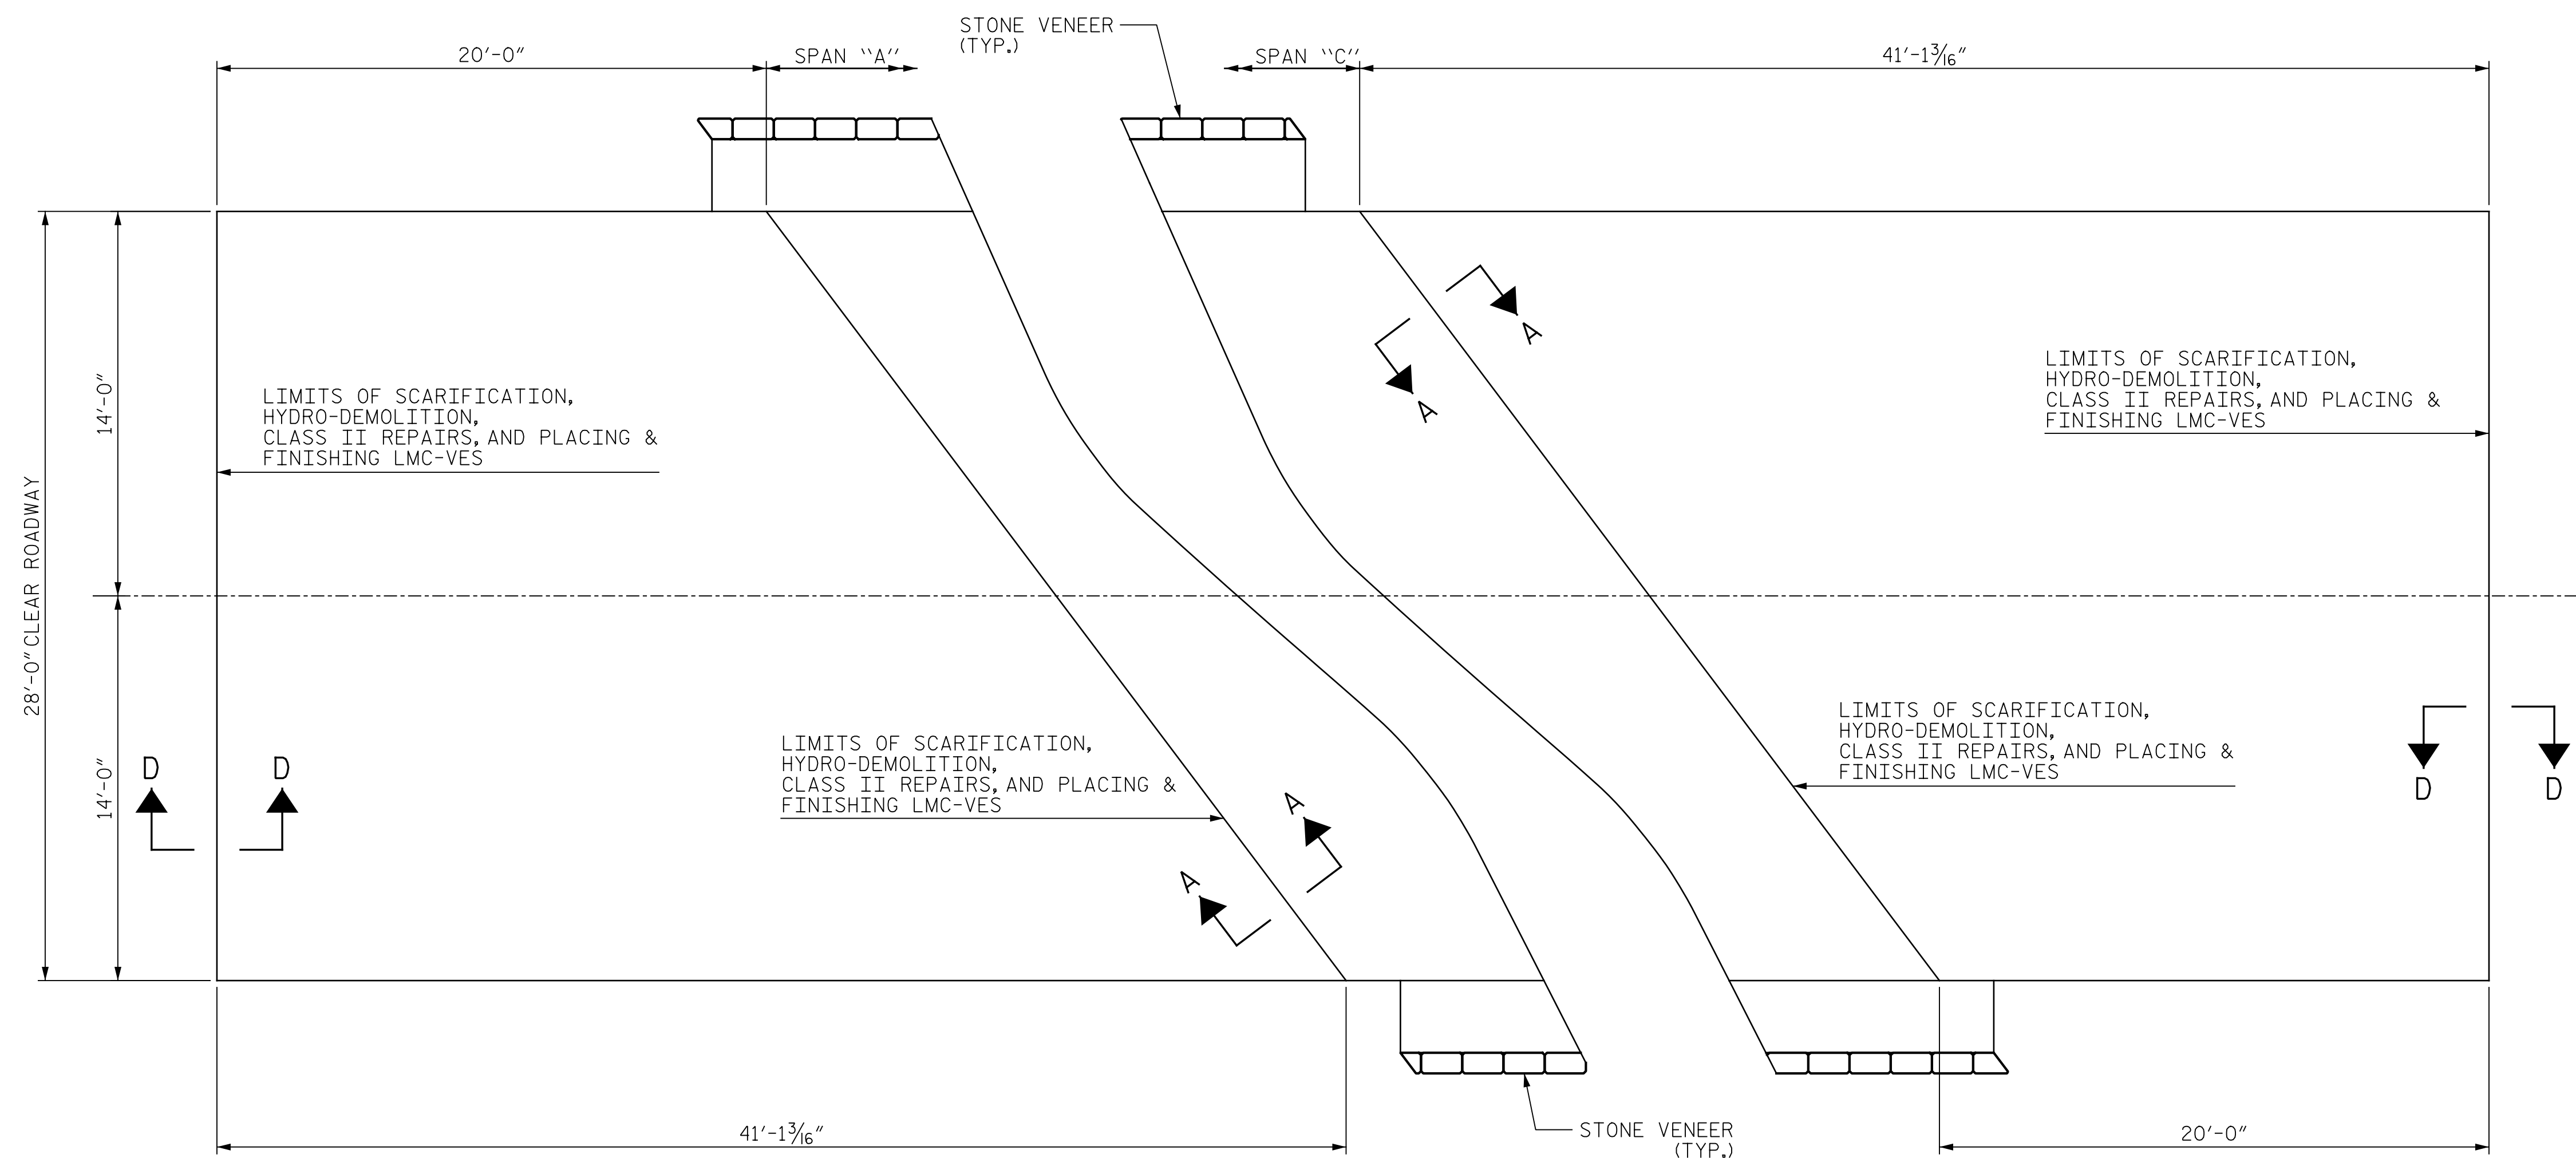 STONE VENEER
(TYP.)
20'-0"
SPAN ``A''
SPAN ``C''
41'-1 3/16"
LIMITS OF SCARIFICATION,
HYDRO-DEMOLITION,
CLASS II REPAIRS, AND PLACING &
FINISHING LMC-VES
LIMITS OF SCARIFICATION,
HYDRO-DEMOLITION,
CLASS II REPAIRS, AND PLACING &
FINISHING LMC-VES
A
A
14'-0"
28'-0" CLEAR ROADWAY
14'-0"
LIMITS OF SCARIFICATION,
HYDRO-DEMOLITION,
CLASS II REPAIRS, AND PLACING &
FINISHING LMC-VES
LIMITS OF SCARIFICATION,
HYDRO-DEMOLITION,
CLASS II REPAIRS, AND PLACING &
FINISHING LMC-VES
D
D
D
D
A
A
41'-1 3/16"
STONE VENEER
(TYP.)
20'-0"